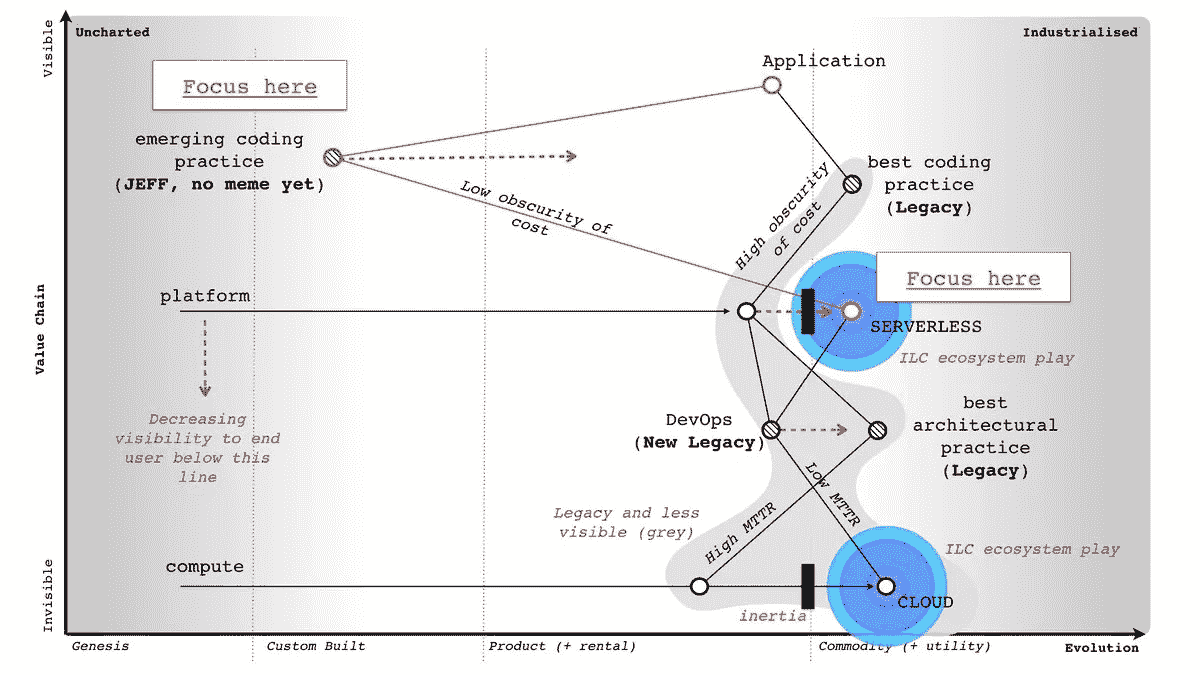 Visible
Uncharted
Industrialised
Focus here
Application
emerging coding
practice
(JEFF, no meme yet)
best coding
practice
(Legacy)
Low obscurity of
cost
High obscurity
of cost
Focus here
platform
SERVERLESS
ILC ecosystem play
Value Chain
Decreasing
visibility to end
user below this
line
DevOps
(New Legacy)
best
architectural
practice
(Legacy)
Low MTTR
High MTTR
Legacy and less
visible (grey)
ILC ecosystem play
compute
CLOUD
inertia
Invisible
Genesis
Custom Built
Product (+ rental)
Commodity (+ utility)
Evolution